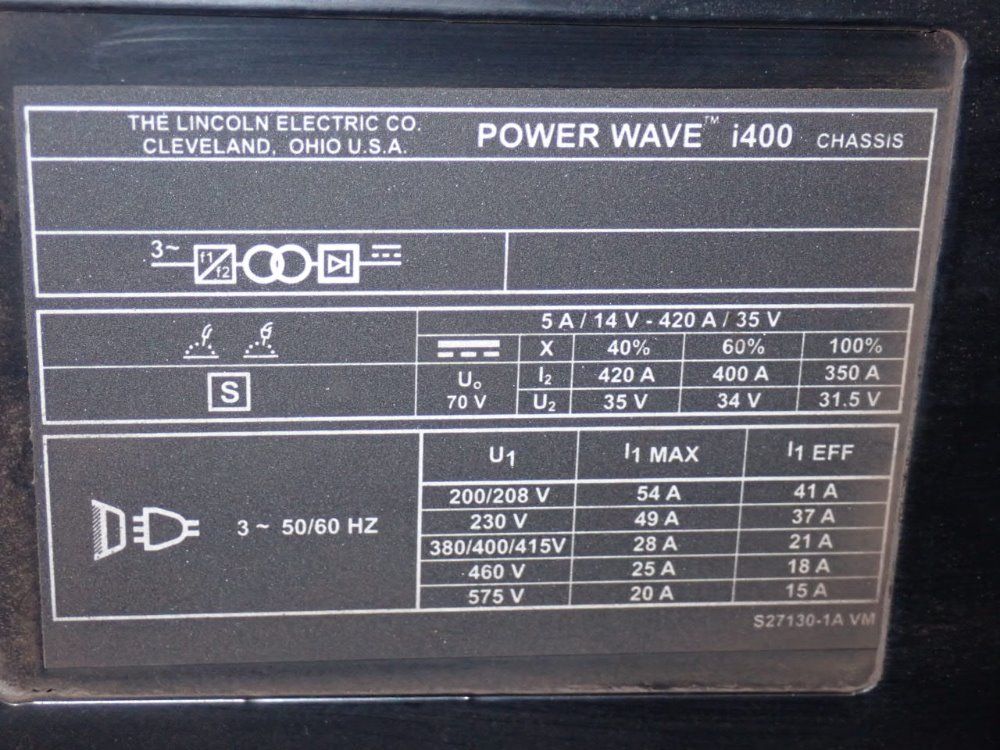 THE LINCOLN ELECTRIC CO.
CLEVELAND, OHIO U.S.A.
POWER WAVE™ i400 CHASSIS
3~ f1 f2
5 A / 14 V - 420 A / 35 V
X 40% 60% 100%
U₀ 70 V
I₂ 420 A 400 A 350 A
U₂ 35 V 34 V 31.5 V
S
U1 I1 MAX I1 EFF
200/208 V 54 A 41 A
230 V 49 A 37 A
380/400/415V 28 A 21 A
460 V 25 A 18 A
575 V 20 A 15 A
3 ~ 50/60 HZ
S27130-1A VM